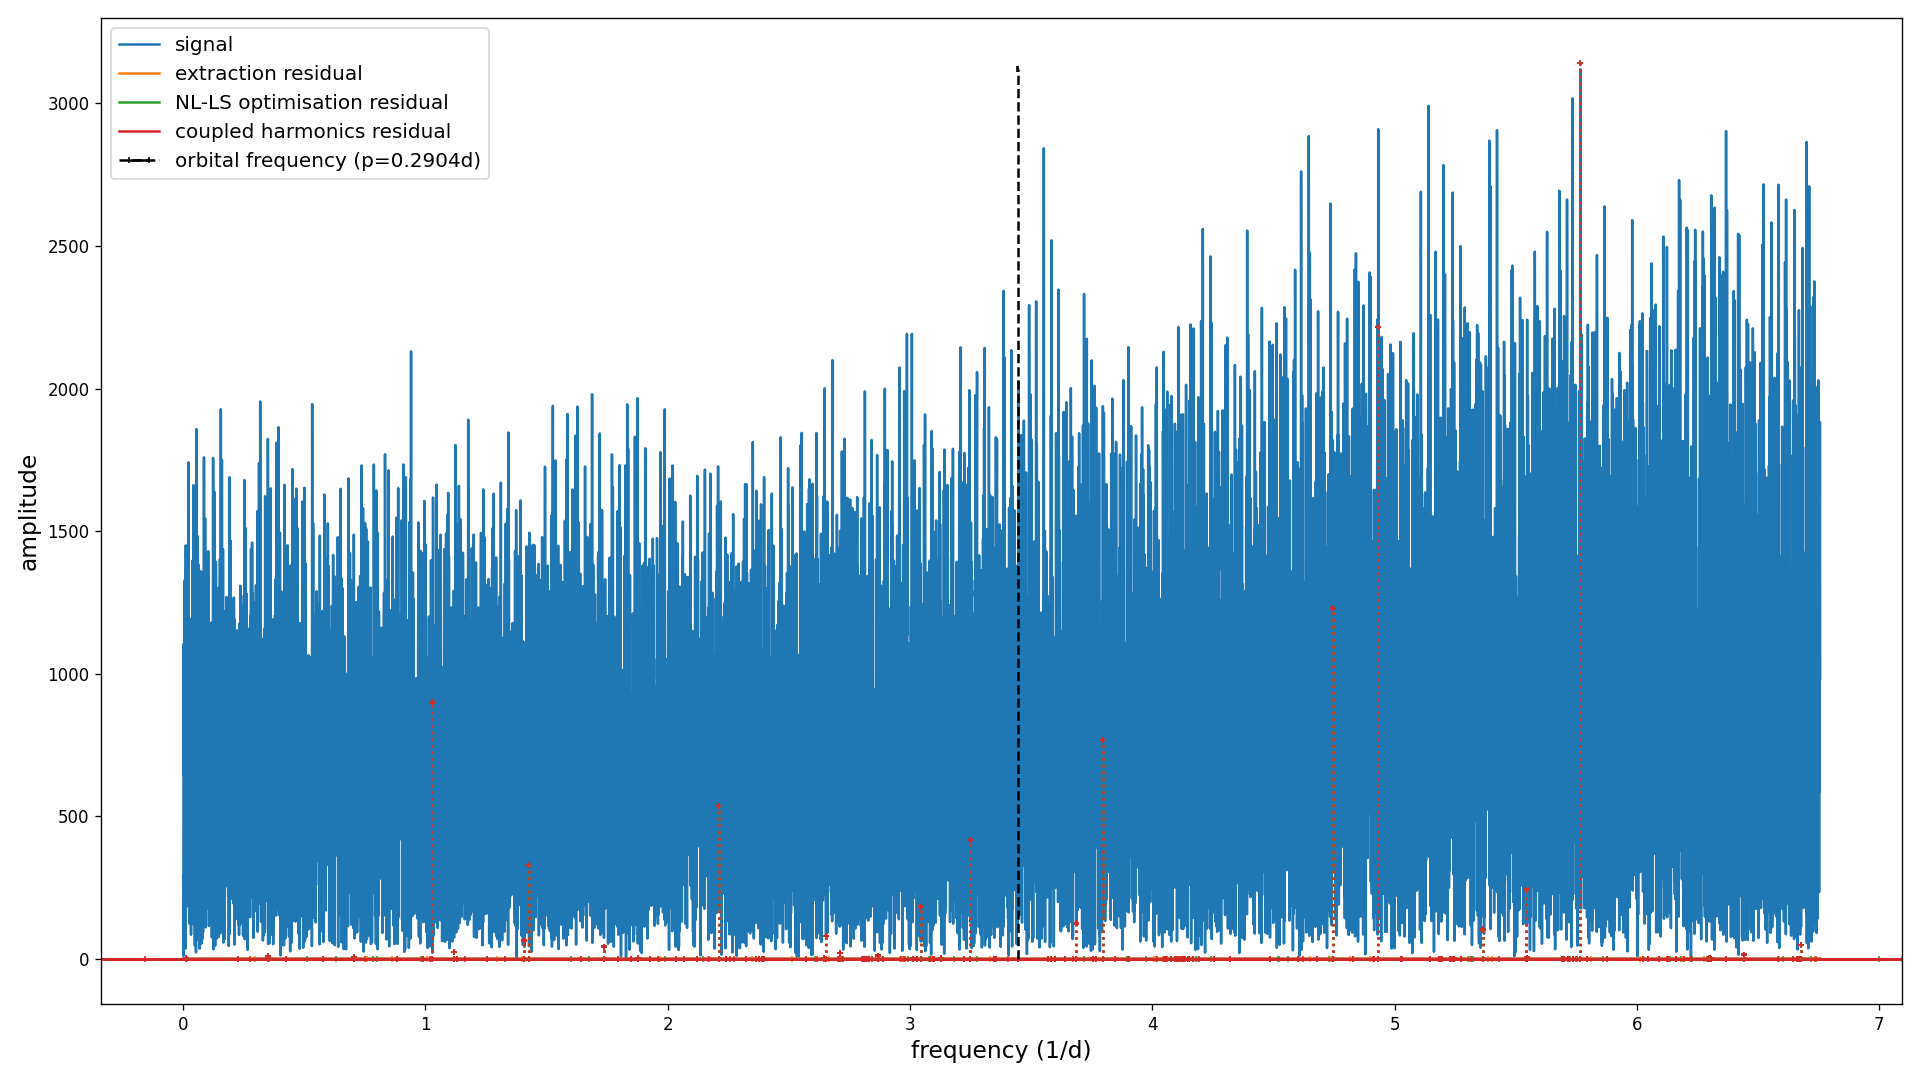 signal
extraction residual
NL-LS optimisation residual
coupled harmonics residual
orbital frequency (p=0.2904d)
amplitude
3000
2500
2000
1500
1000
500
0
0 1 2 3 4 5 6 7
frequency (1/d)